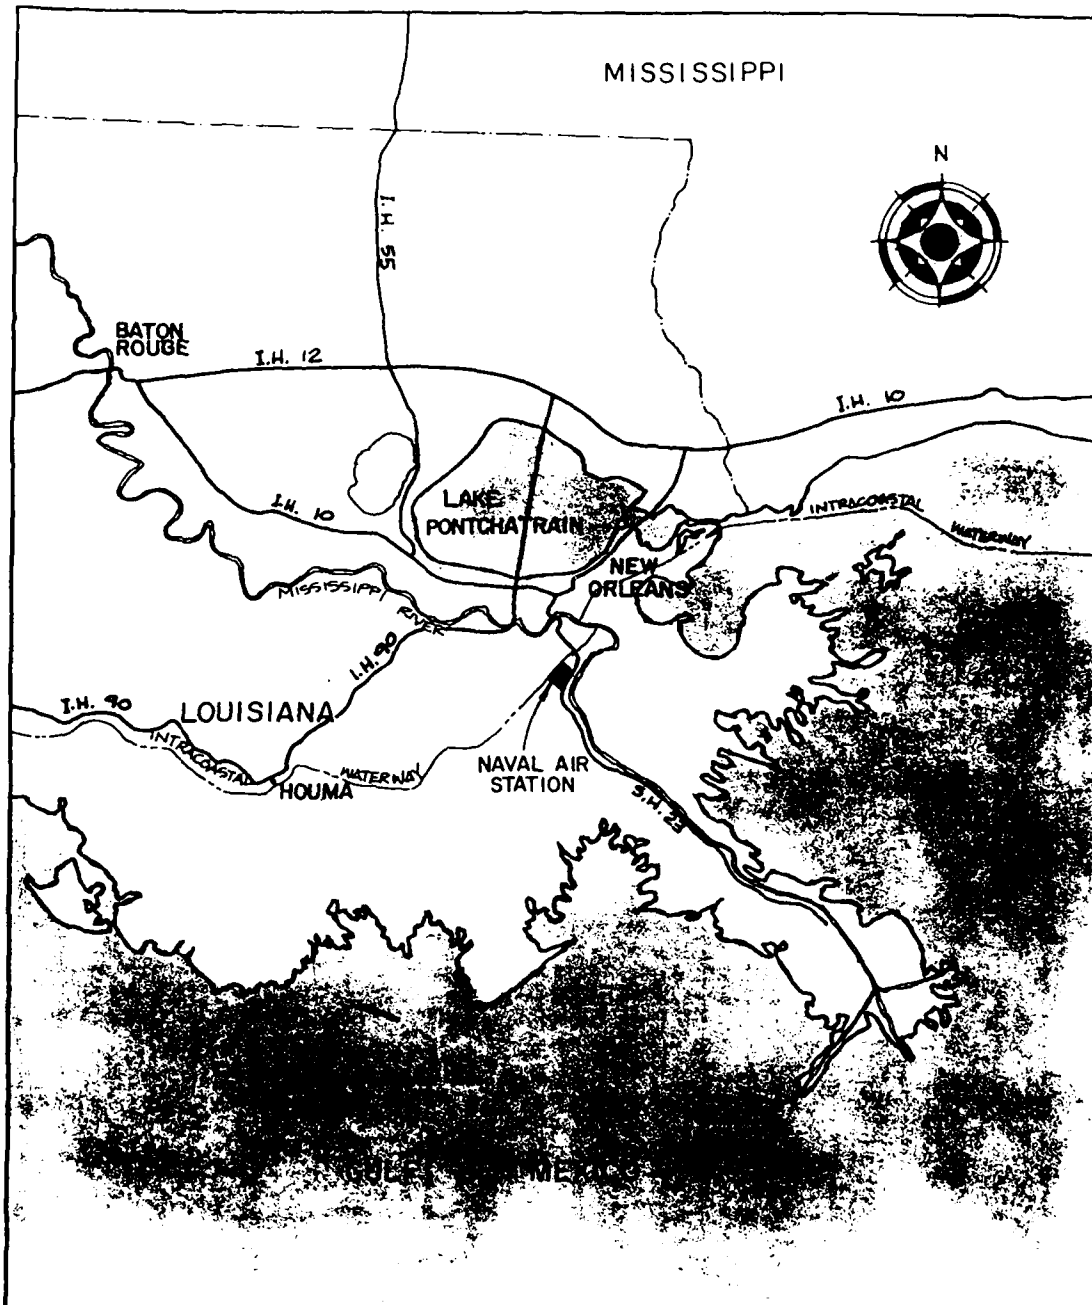 MISSISSIPPI
N
I.H. 55
BATON
ROUGE
I.H. 12
I.H. 10
I.H. 10
LAKE
PONTCHATRAIN
INTRACOASTAL
WATERWAY
NEW
ORLEANS
MISSISSIPPI
RIVER
I.H. 90
I.H. 90
LOUISIANA
INTRACOASTAL
WATERWAY
HOUMA
NAVAL AIR
STATION
S.H. 23